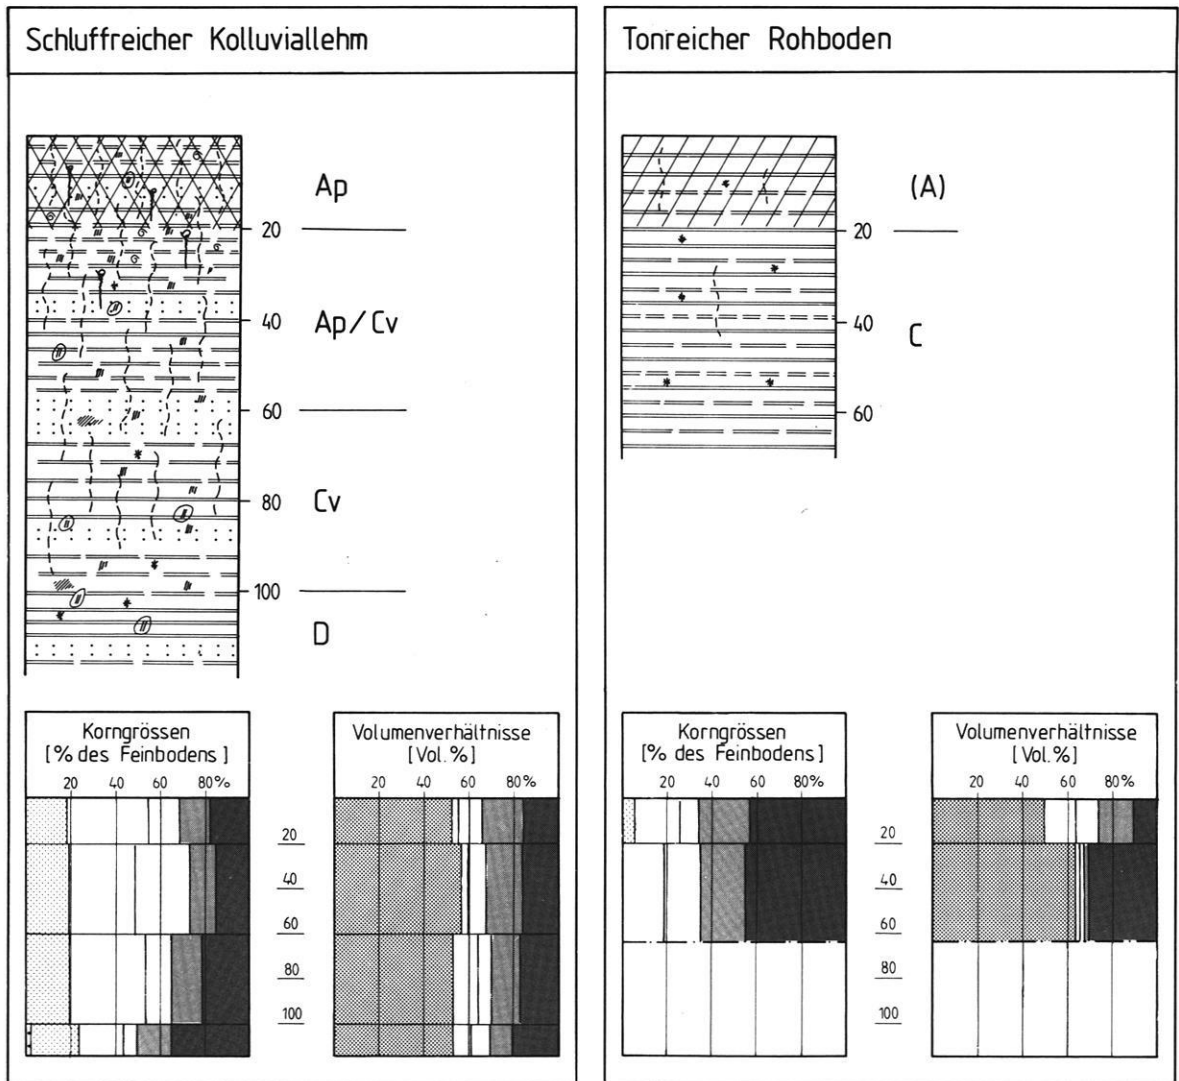 Schluffreicher Kolluviallehm
Ap
20
40
Ap/Cv
60
80
Cv
100
D
Korngrössen
[% des Feinbodens]
20 40 60 80%
Volumenverhältnisse
[Vol.%]
20 40 60 80%
20
40
60
80
100
Tonreicher Rohboden
(A)
20
40
C
60
Korngrössen
[% des Feinbodens]
20 40 60 80%
Volumenverhältnisse
[Vol.%]
20 40 60 80%
20
40
60
80
100